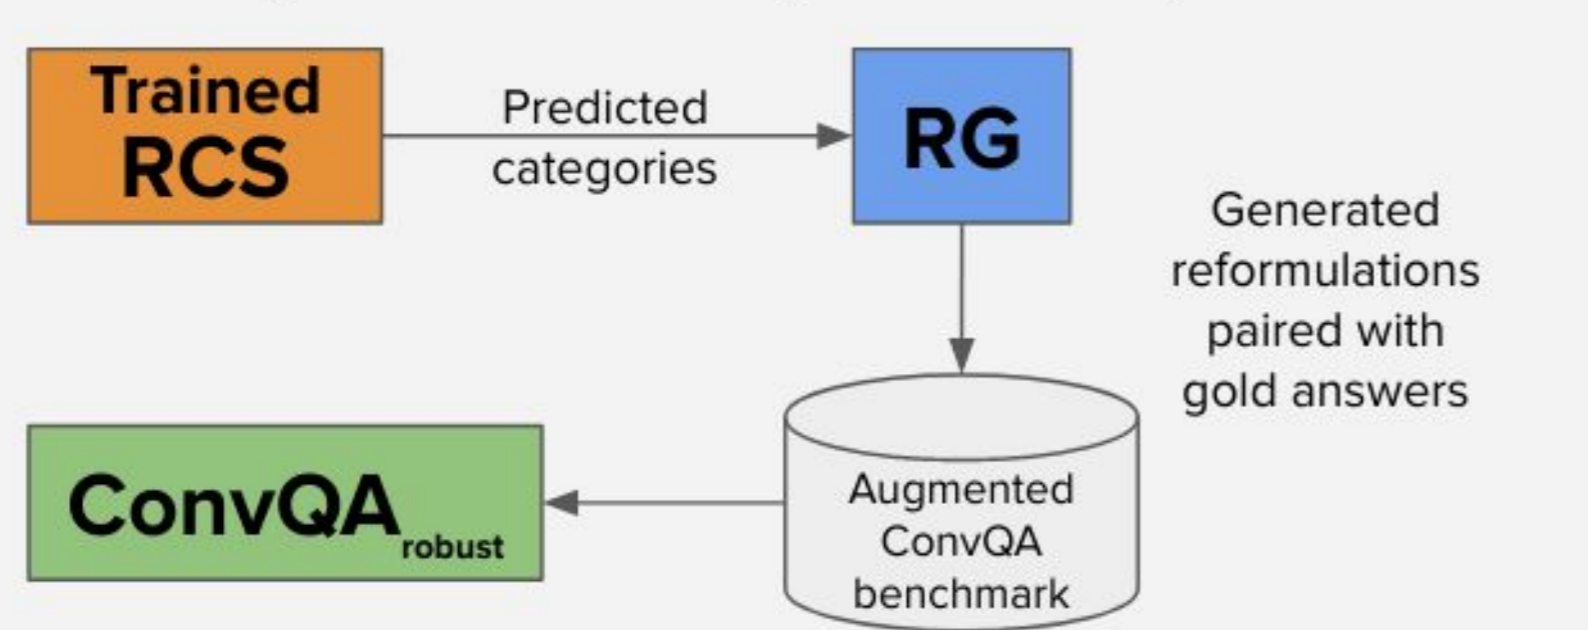 Trained
RCS
Predicted
categories
RG
Generated
reformulations
paired with
gold answers
ConvQA robust
Augmented
ConvQA
benchmark